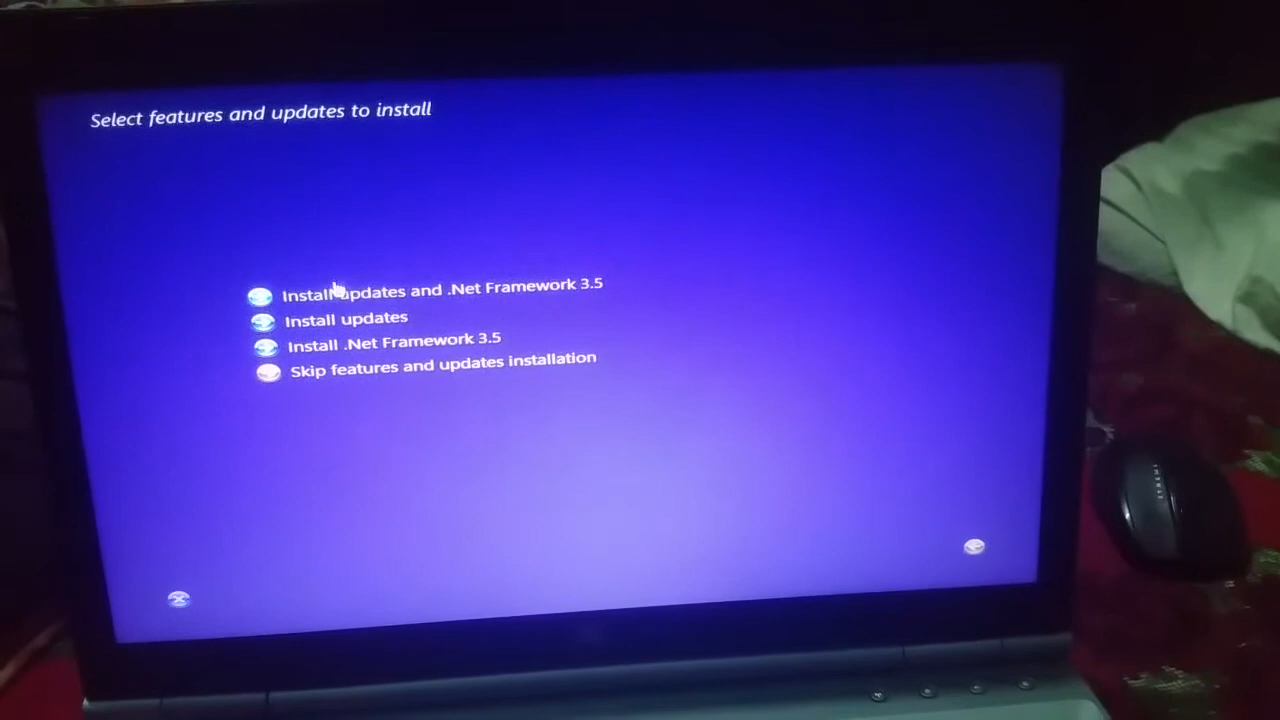 Select features and updates to install
Install updates and .Net Framework 3.5
Install updates
Install .Net Framework 3.5
Skip features and updates installation